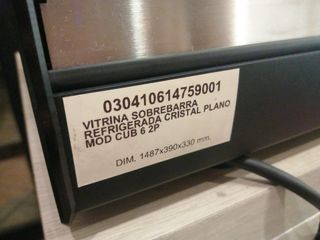 030410614759001
VITRINA SOBREBARRA
REFRIGERADA CRISTAL PLANO
MOD CUB 6 2P
DIM. 1487x390x330 mm.